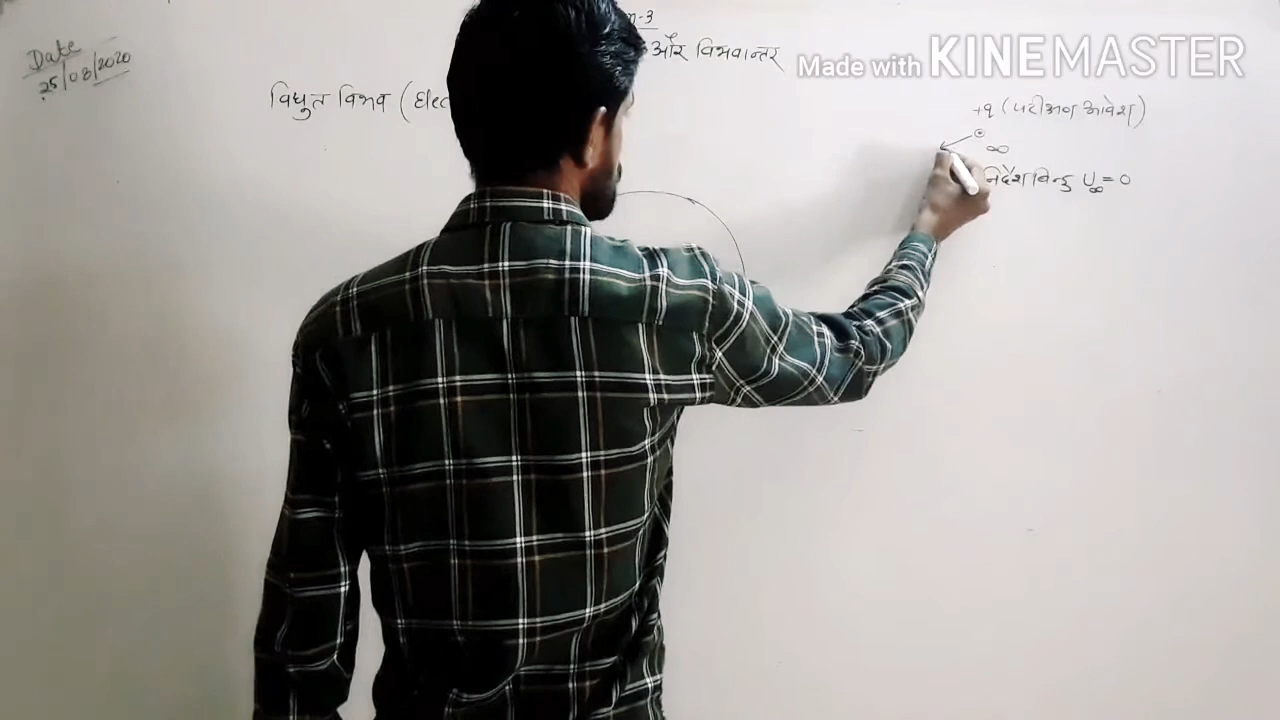 Date
25/08/2020
n-3
और विभवान्तर
Made with KINEMASTER
विद्युत विभव (Elec
+q (परीक्षण आवेश)
∞
निर्देश बिन्दु U∞ = 0